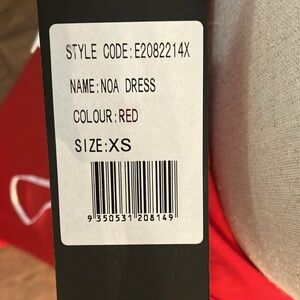 STYLE CODE:E2082214X
NAME:NOA DRESS
COLOUR:RED
SIZE:XS
9 350531 208149